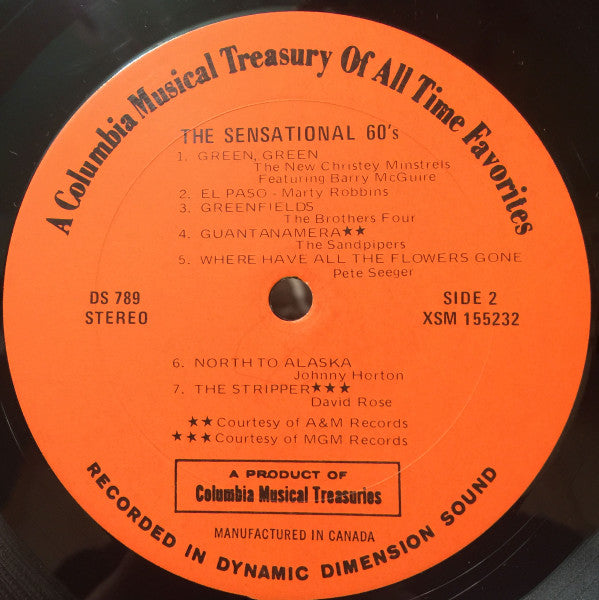 A Columbia Musical Treasury Of All Time Favorites
THE SENSATIONAL 60's
1. GREEN, GREEN
The New Christey Minstrels
Featuring Barry McGuire
2. EL PASO - Marty Robbins
3. GREENFIELDS
The Brothers Four
4. GUANTANAMERA★★
The Sandpipers
5. WHERE HAVE ALL THE FLOWERS GONE
Pete Seeger
DS 789
STEREO
SIDE 2
XSM 155232
6. NORTH TO ALASKA
Johnny Horton
7. THE STRIPPER★★★
David Rose
★★Courtesy of A&M Records
★★★Courtesy of MGM Records
A PRODUCT OF
Columbia Musical Treasuries
MANUFACTURED IN CANADA
RECORDED IN DYNAMIC DIMENSION SOUND